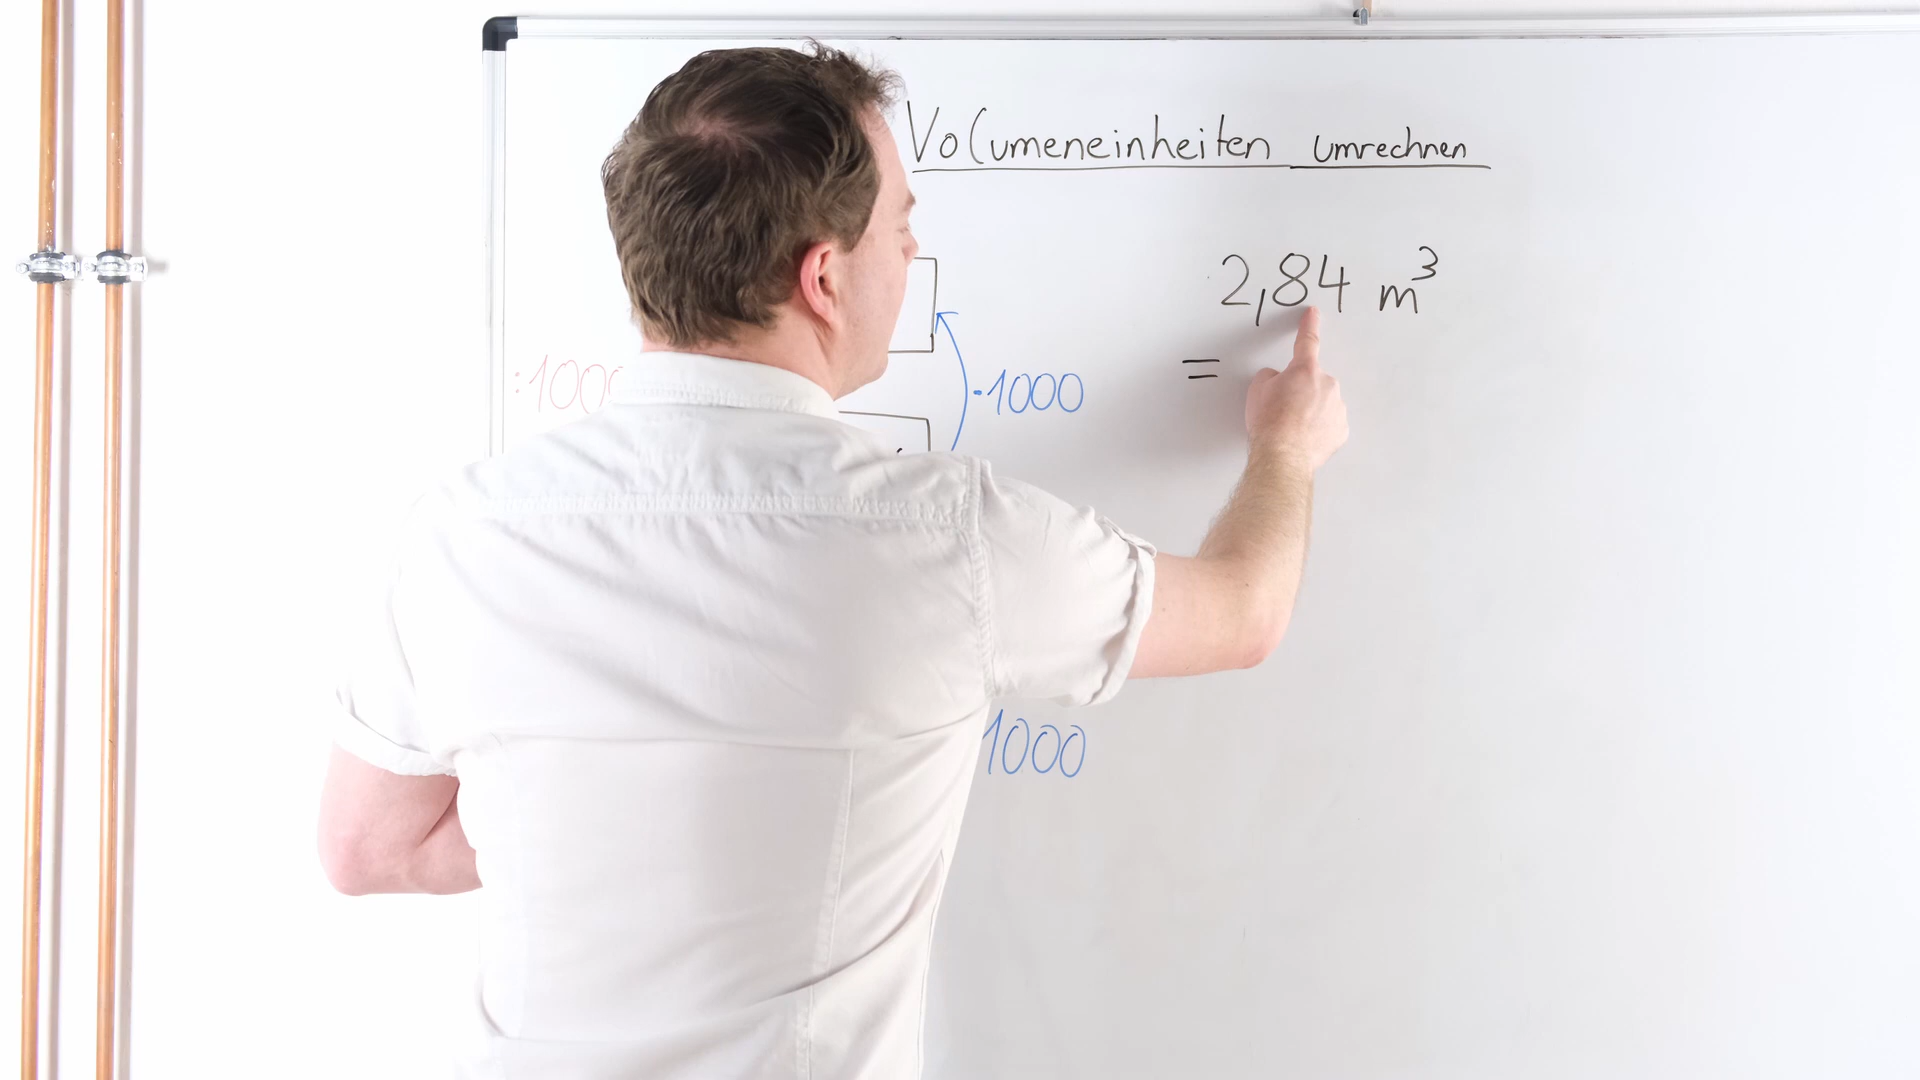 Volumeneinheiten umrechnen
2,84 m³
=
:1000
·1000
1000